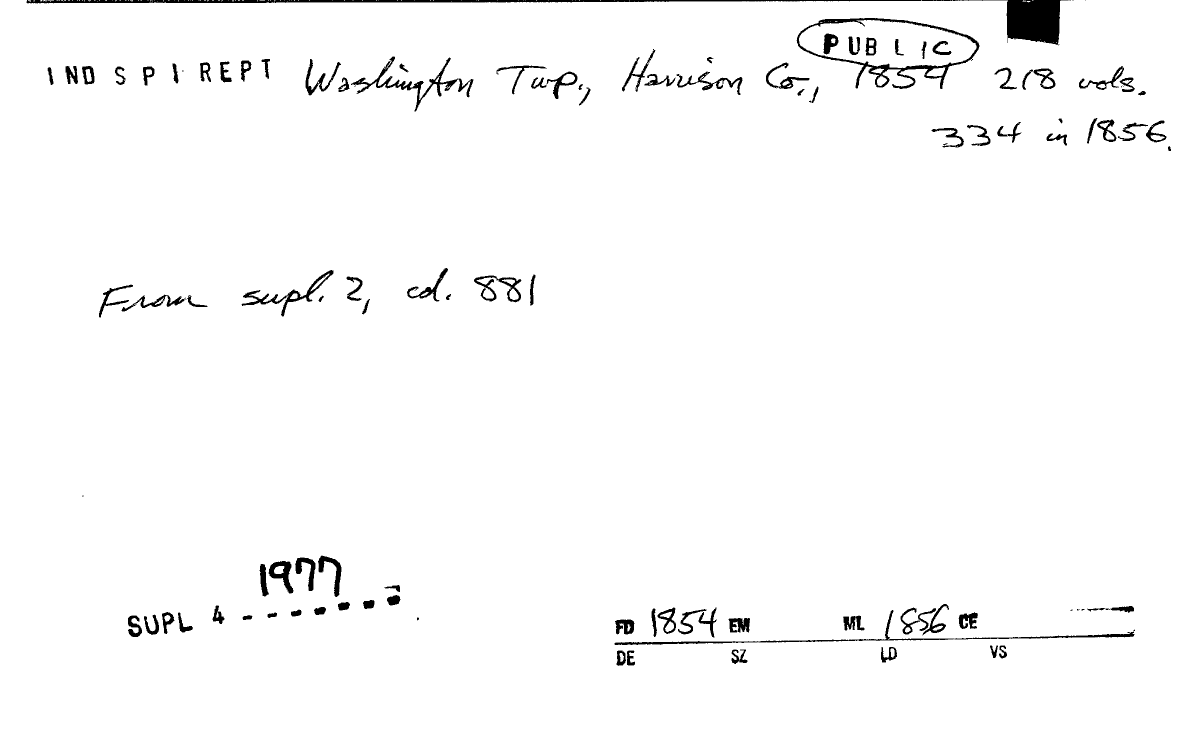 PUBLIC
IND S P I REPT Washington Twp., Harrison Co., 1854 218 vols.
334 in 1856.
From supl. 2, cd. 881
1977
SUPL 4 -------
FD 1854 EM ML 1856 CE
DE SZ LD VS